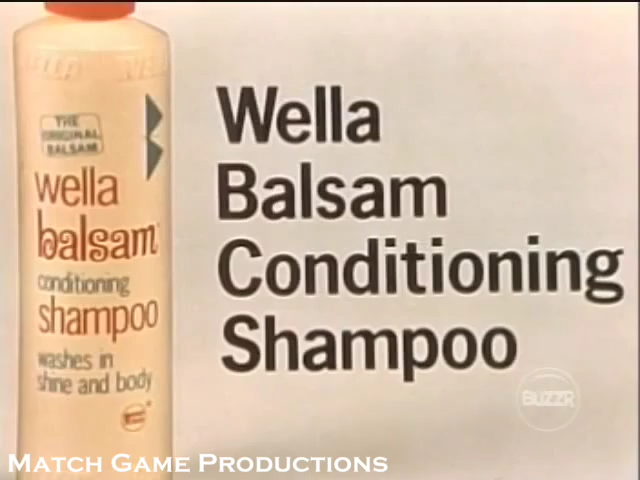 WELLA
THE
ORIGINAL
BALSAM
wella
balsam
conditioning
shampoo
washes in
shine and body
Wella
Balsam
Conditioning
Shampoo
BUZZR
MATCH GAME PRODUCTIONS